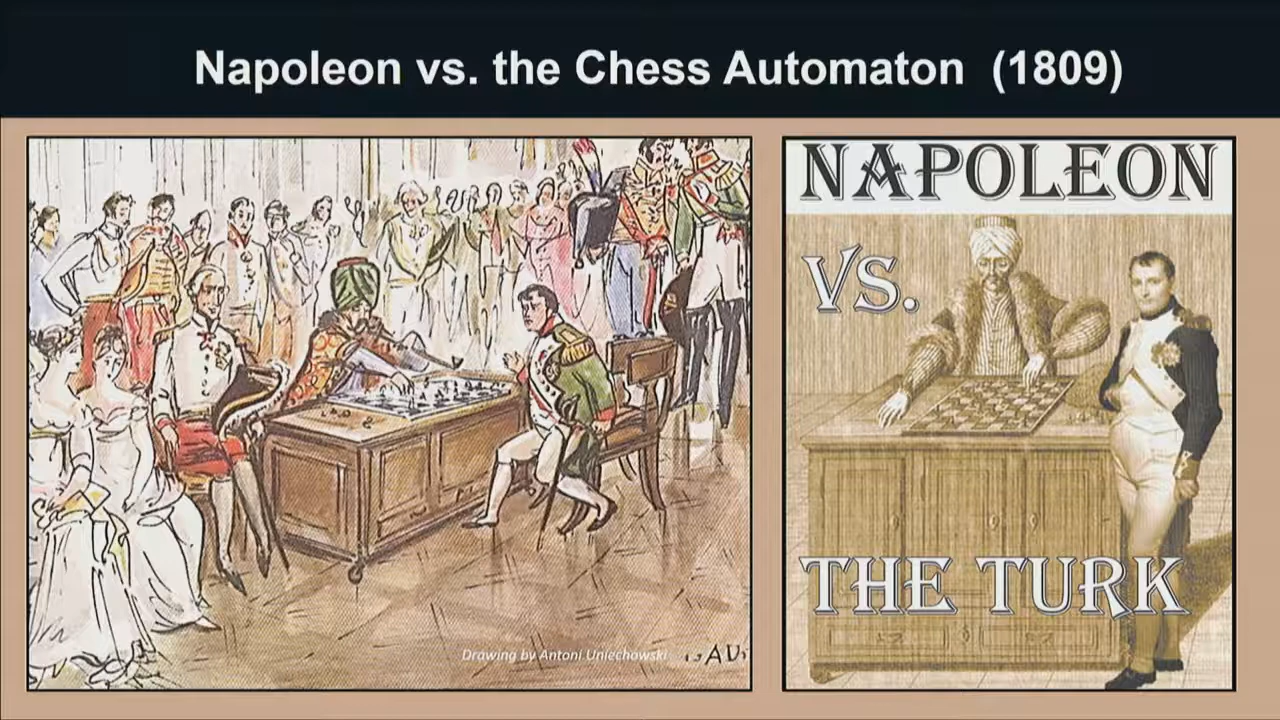 Napoleon vs. the Chess Automaton (1809)
Drawing by Antoni Uniechowski
NAPOLEON
VS.
THE TURK